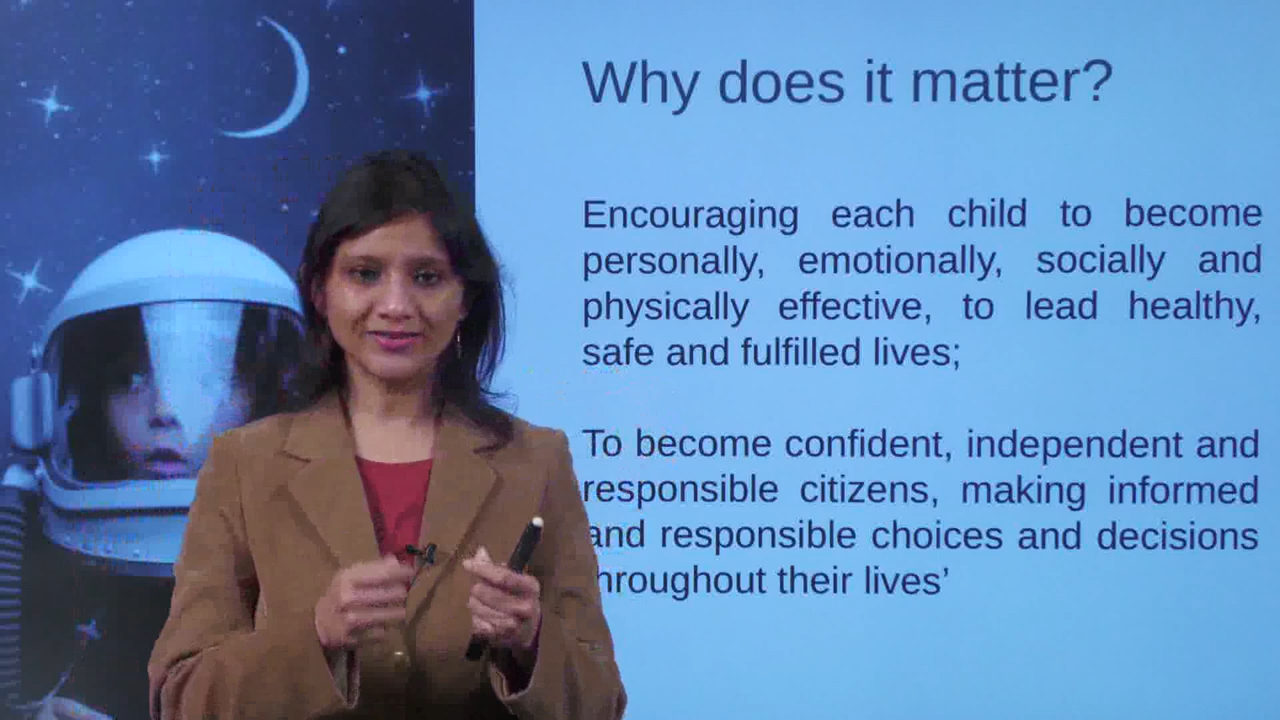 Why does it matter?
Encouraging each child to become
personally, emotionally, socially and
physically effective, to lead healthy,
safe and fulfilled lives;
To become confident, independent and
responsible citizens, making informed
and responsible choices and decisions
throughout their lives’